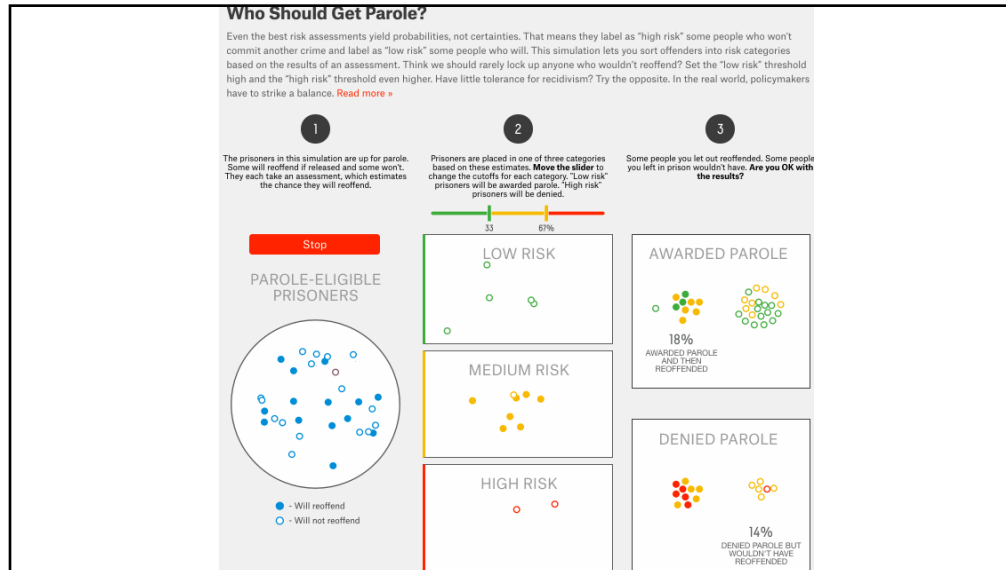 Who Should Get Parole?
Even the best risk assessments yield probabilities, not certainties. That means they label as "high risk" some people who won't
commit another crime and label as "low risk" some people who will. This simulation lets you sort offenders into risk categories
based on the results of an assessment. Think we should rarely lock up anyone who wouldn't reoffend? Set the "low risk" threshold
high and the "high risk" threshold even higher. Have little tolerance for recidivism? Try the opposite. In the real world, policymakers
have to strike a balance. Read more »
1
The prisoners in this simulation are up for parole.
Some will reoffend if released and some won't.
They each take an assessment, which estimates
the chance they will reoffend.
Stop
PAROLE-ELIGIBLE
PRISONERS
- Will reoffend
- Will not reoffend
2
Prisoners are placed in one of three categories
based on these estimates. Move the slider to
change the cutoffs for each category. "Low risk"
prisoners will be awarded parole. "High risk"
prisoners will be denied.
33
67%
LOW RISK
MEDIUM RISK
HIGH RISK
3
Some people you let out reoffended. Some people
you left in prison wouldn't have. Are you OK with
the results?
AWARDED PAROLE
18%
AWARDED PAROLE
AND THEN
REOFFENDED
DENIED PAROLE
14%
DENIED PAROLE BUT
WOULDN'T HAVE
REOFFENDED